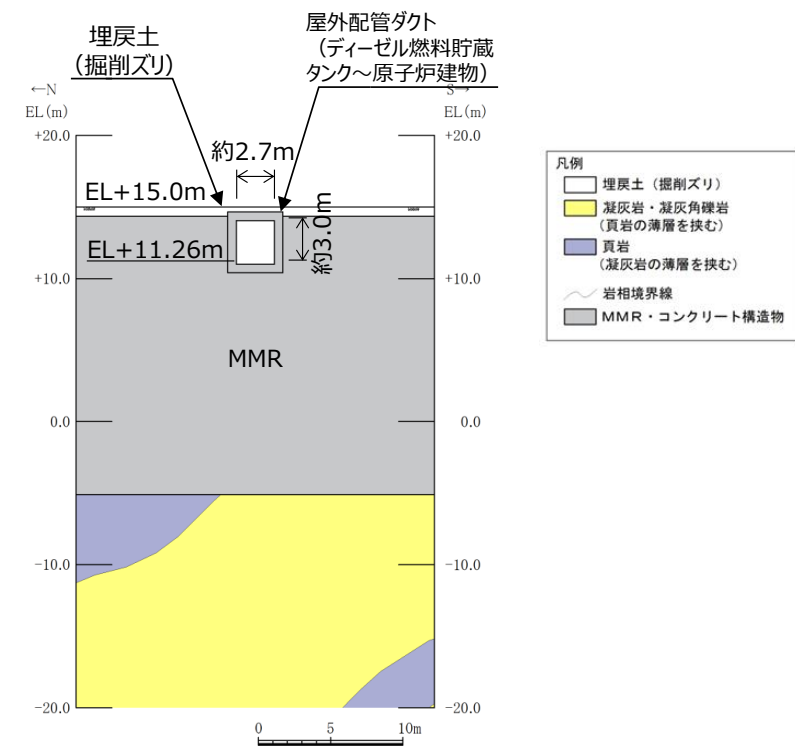 埋戻土
(掘削ズリ)
屋外配管ダクト
(ディーゼル燃料貯蔵
タンク～原子炉建物)
←N
EL(m)
S→
EL(m)
+20.0
+20.0
約2.7m
EL+15.0m
約3.0m
EL+11.26m
+10.0
+10.0
MMR
0.0
0.0
-10.0
-10.0
-20.0
-20.0
0 5 10m
凡例
埋戻土（掘削ズリ）
凝灰岩・凝灰角礫岩
(頁岩の薄層を挟む)
頁岩
(凝灰岩の薄層を挟む)
岩相境界線
ＭＭＲ・コンクリート構造物